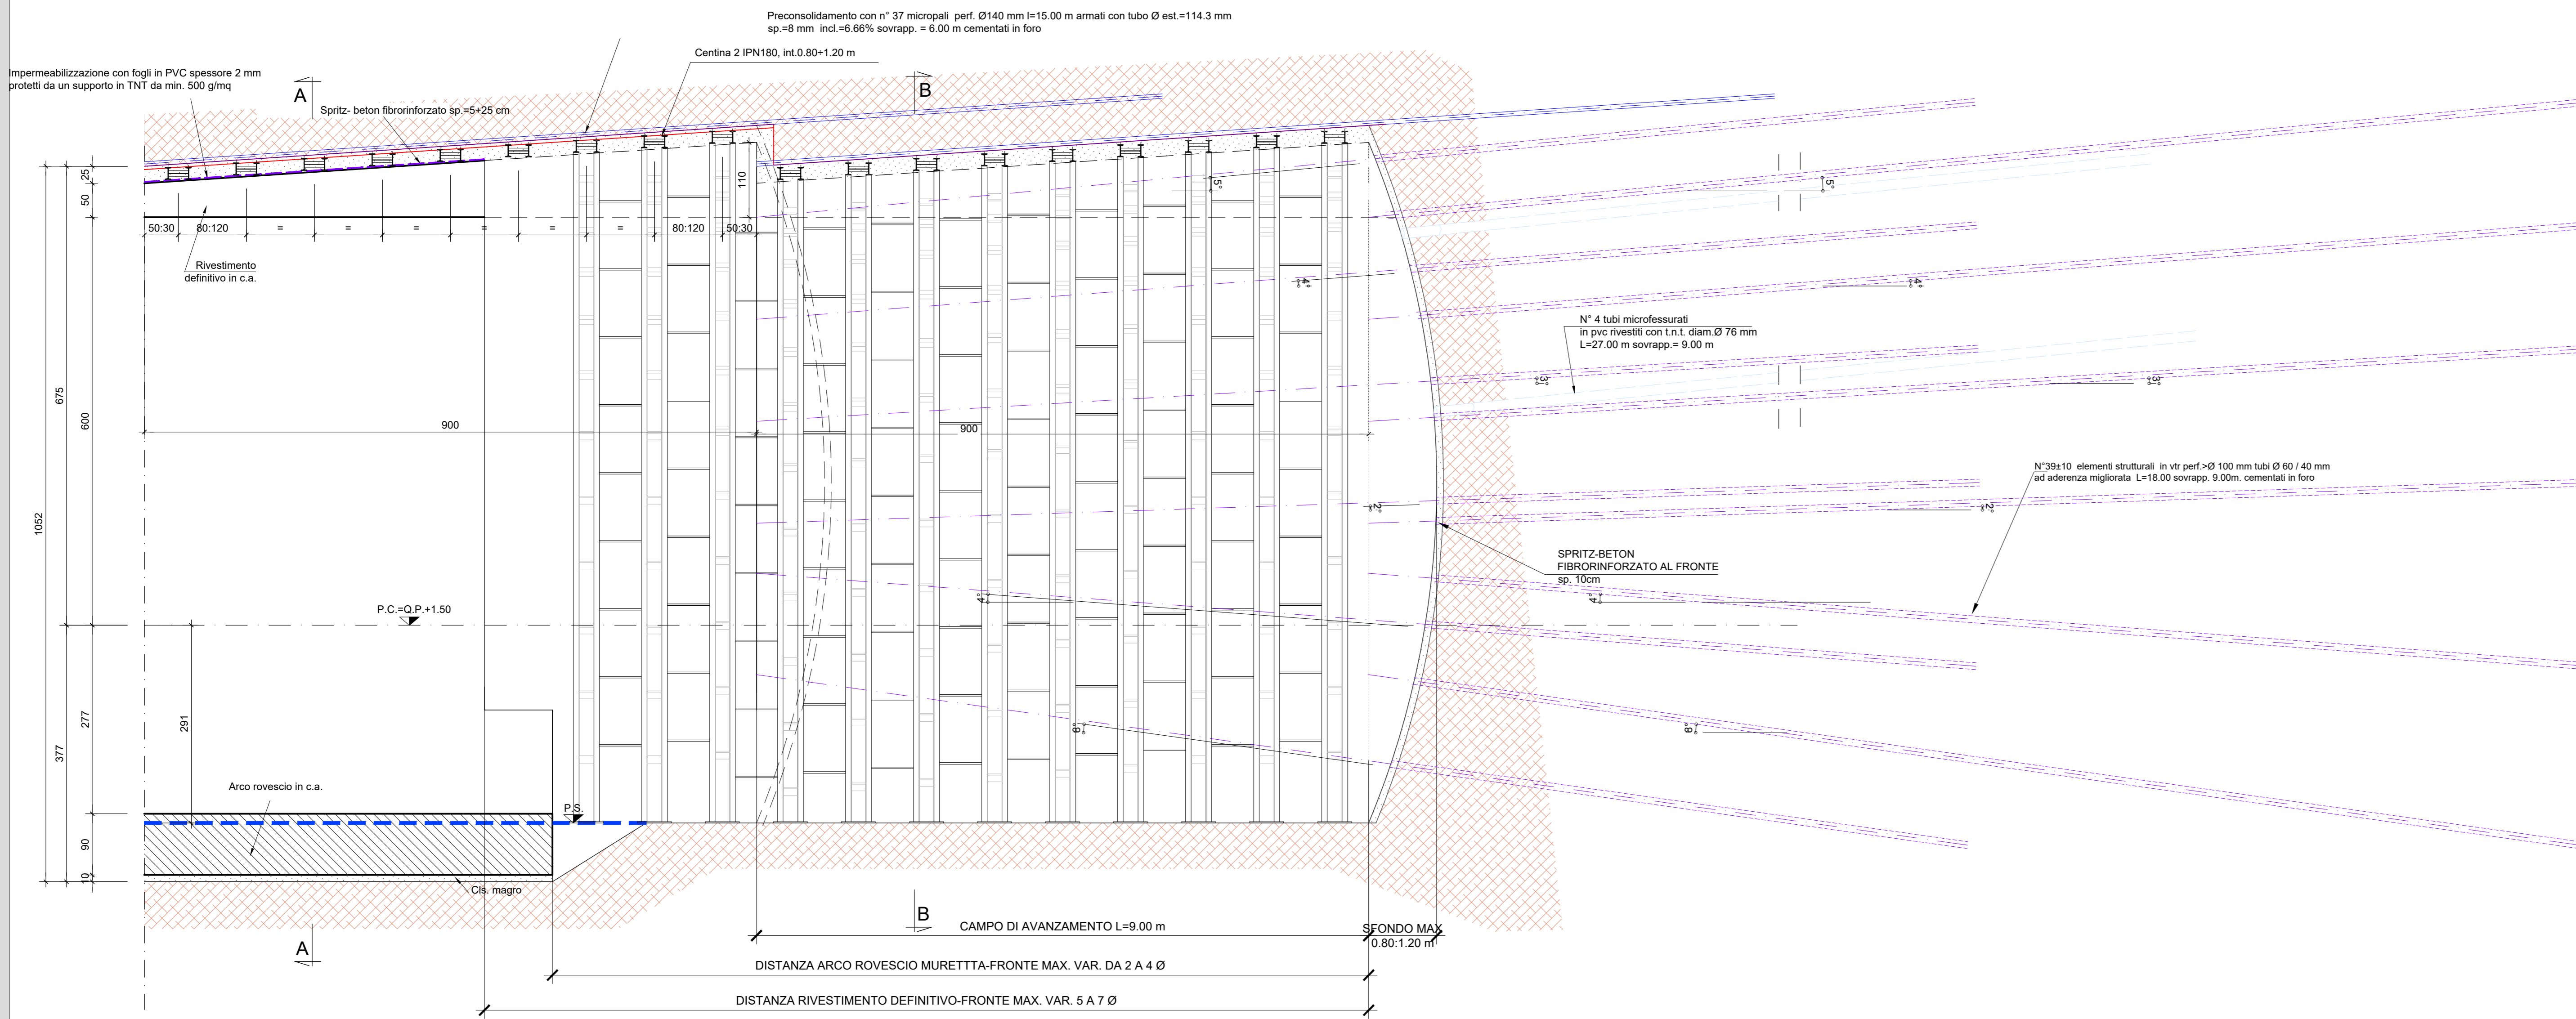 Preconsolidamento con n° 37 micropali perf. Ø140 mm l=15.00 m armati con tubo Ø est.=114.3 mm
sp.=8 mm incl.=6.66% sovrapp. = 6.00 m cementati in foro
Centina 2 IPN180, int.0.80÷1.20 m
Impermeabilizzazione con fogli in PVC spessore 2 mm
protetti da un supporto in TNT da min. 500 g/mq
A
B
Spritz- beton fibrorinforzato sp.=5+25 cm
25
50
110
5°
5°
50:30
80:120
=
=
=
=
=
=
80:120
50:30
Rivestimento
definitivo in c.a.
4°
4°
N° 4 tubi microfessurati
in pvc rivestiti con t.n.t. diam.Ø 76 mm
L=27.00 m sovrapp.= 9.00 m
3°
3°
675
600
900
900
N°39±10 elementi strutturali in vtr perf.>Ø 100 mm tubi Ø 60 / 40 mm
ad aderenza migliorata L=18.00 sovrapp. 9.00m. cementati in foro
1052
2°
2°
SPRITZ-BETON
FIBRORINFORZATO AL FRONTE
sp. 10cm
4°
4°
P.C.=Q.P.+1.50
277
291
377
8°
8°
Arco rovescio in c.a.
P.S.
90
10
Cls. magro
A
B
CAMPO DI AVANZAMENTO L=9.00 m
SFONDO MAX
0.80:1.20 m
DISTANZA ARCO ROVESCIO MURETTTA-FRONTE MAX. VAR. DA 2 A 4 Ø
DISTANZA RIVESTIMENTO DEFINITIVO-FRONTE MAX. VAR. 5 A 7 Ø